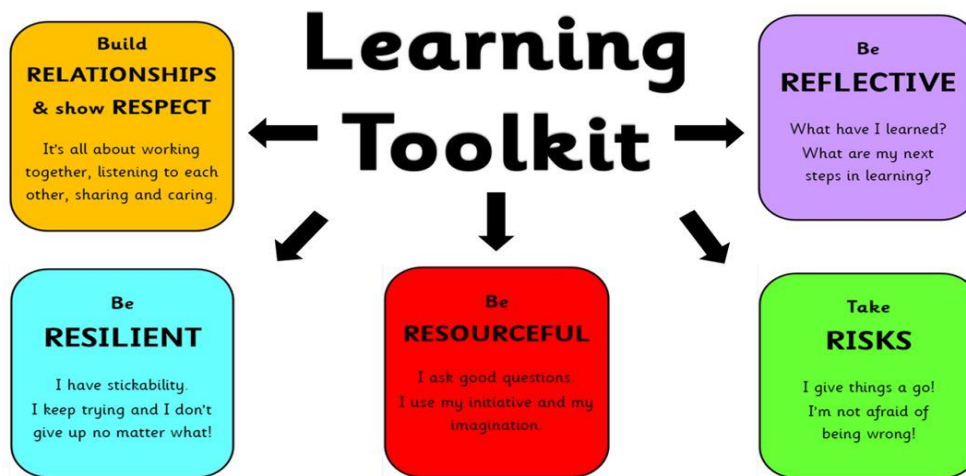 Learning
Toolkit
Build
RELATIONSHIPS
& show RESPECT
It's all about working
together, listening to each
other, sharing and caring.
Be
REFLECTIVE
What have I learned?
What are my next
steps in learning?
Be
RESILIENT
I have stickability.
I keep trying and I don't
give up no matter what!
Be
RESOURCEFUL
I ask good questions.
I use my initiative and my
imagination.
Take
RISKS
I give things a go!
I'm not afraid of
being wrong!